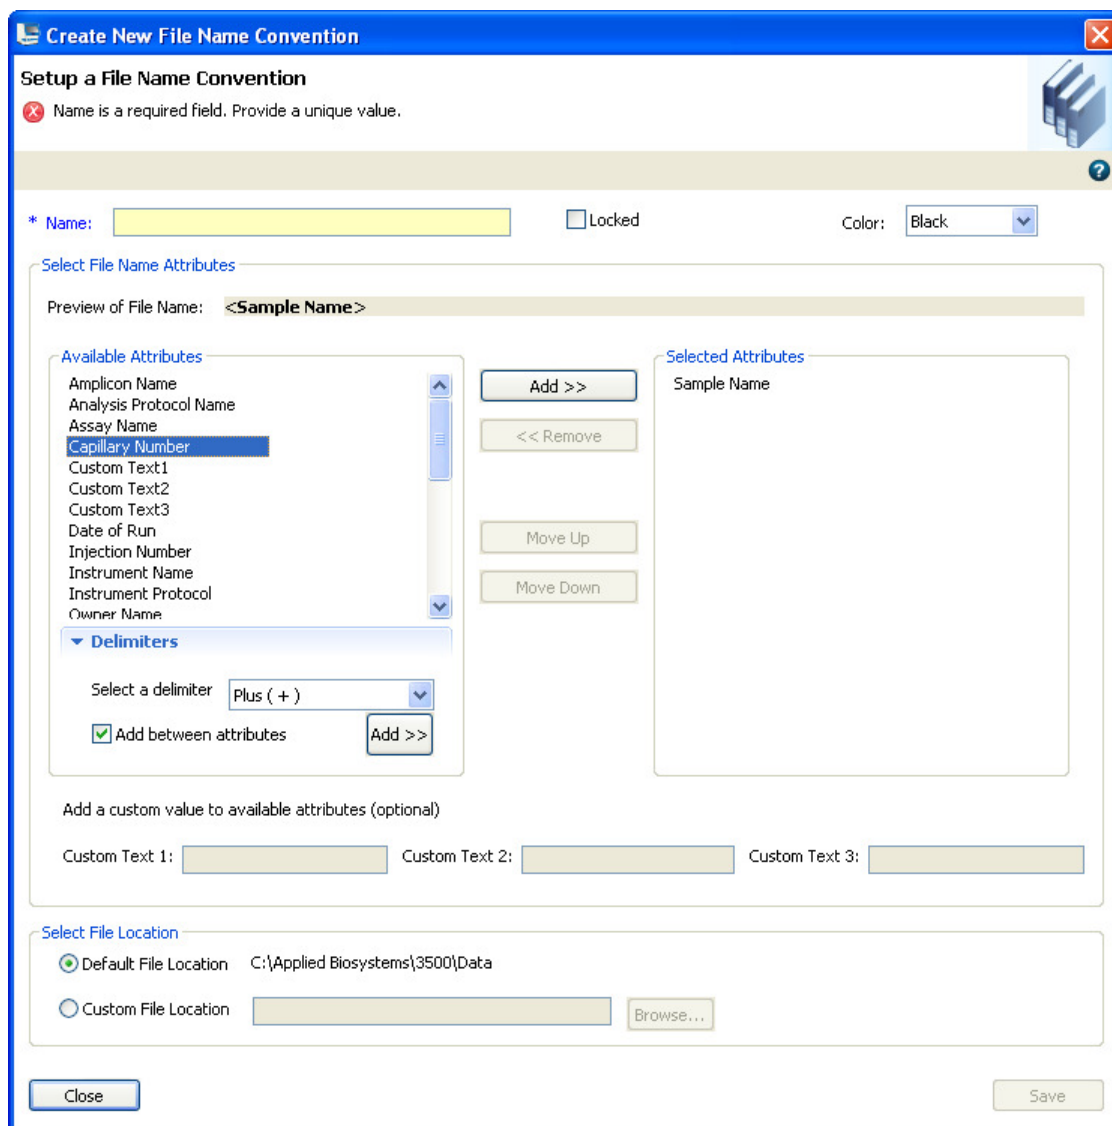 Create New File Name Convention
Setup a File Name Convention
Name is a required field. Provide a unique value.
* Name:
Locked
Color: Black
Select File Name Attributes
Preview of File Name: <Sample Name>
Available Attributes
Amplicon Name
Analysis Protocol Name
Assay Name
Capillary Number
Custom Text1
Custom Text2
Custom Text3
Date of Run
Injection Number
Instrument Name
Instrument Protocol
Owner Name
Delimiters
Select a delimiter Plus ( + )
Add between attributes Add >>
Add >>
<< Remove
Move Up
Move Down
Selected Attributes
Sample Name
Add a custom value to available attributes (optional)
Custom Text 1: Custom Text 2: Custom Text 3:
Select File Location
Default File Location C:\Applied Biosystems\3500\Data
Custom File Location Browse...
Close Save